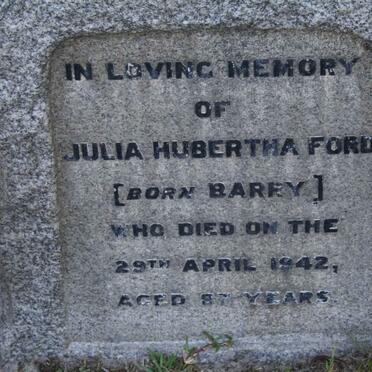 IN LOVING MEMORY
OF
JULIA HUBERTHA FORD
[BORN BARRY]
WHO DIED ON THE
29TH APRIL 1942,
AGED 87 YEARS.